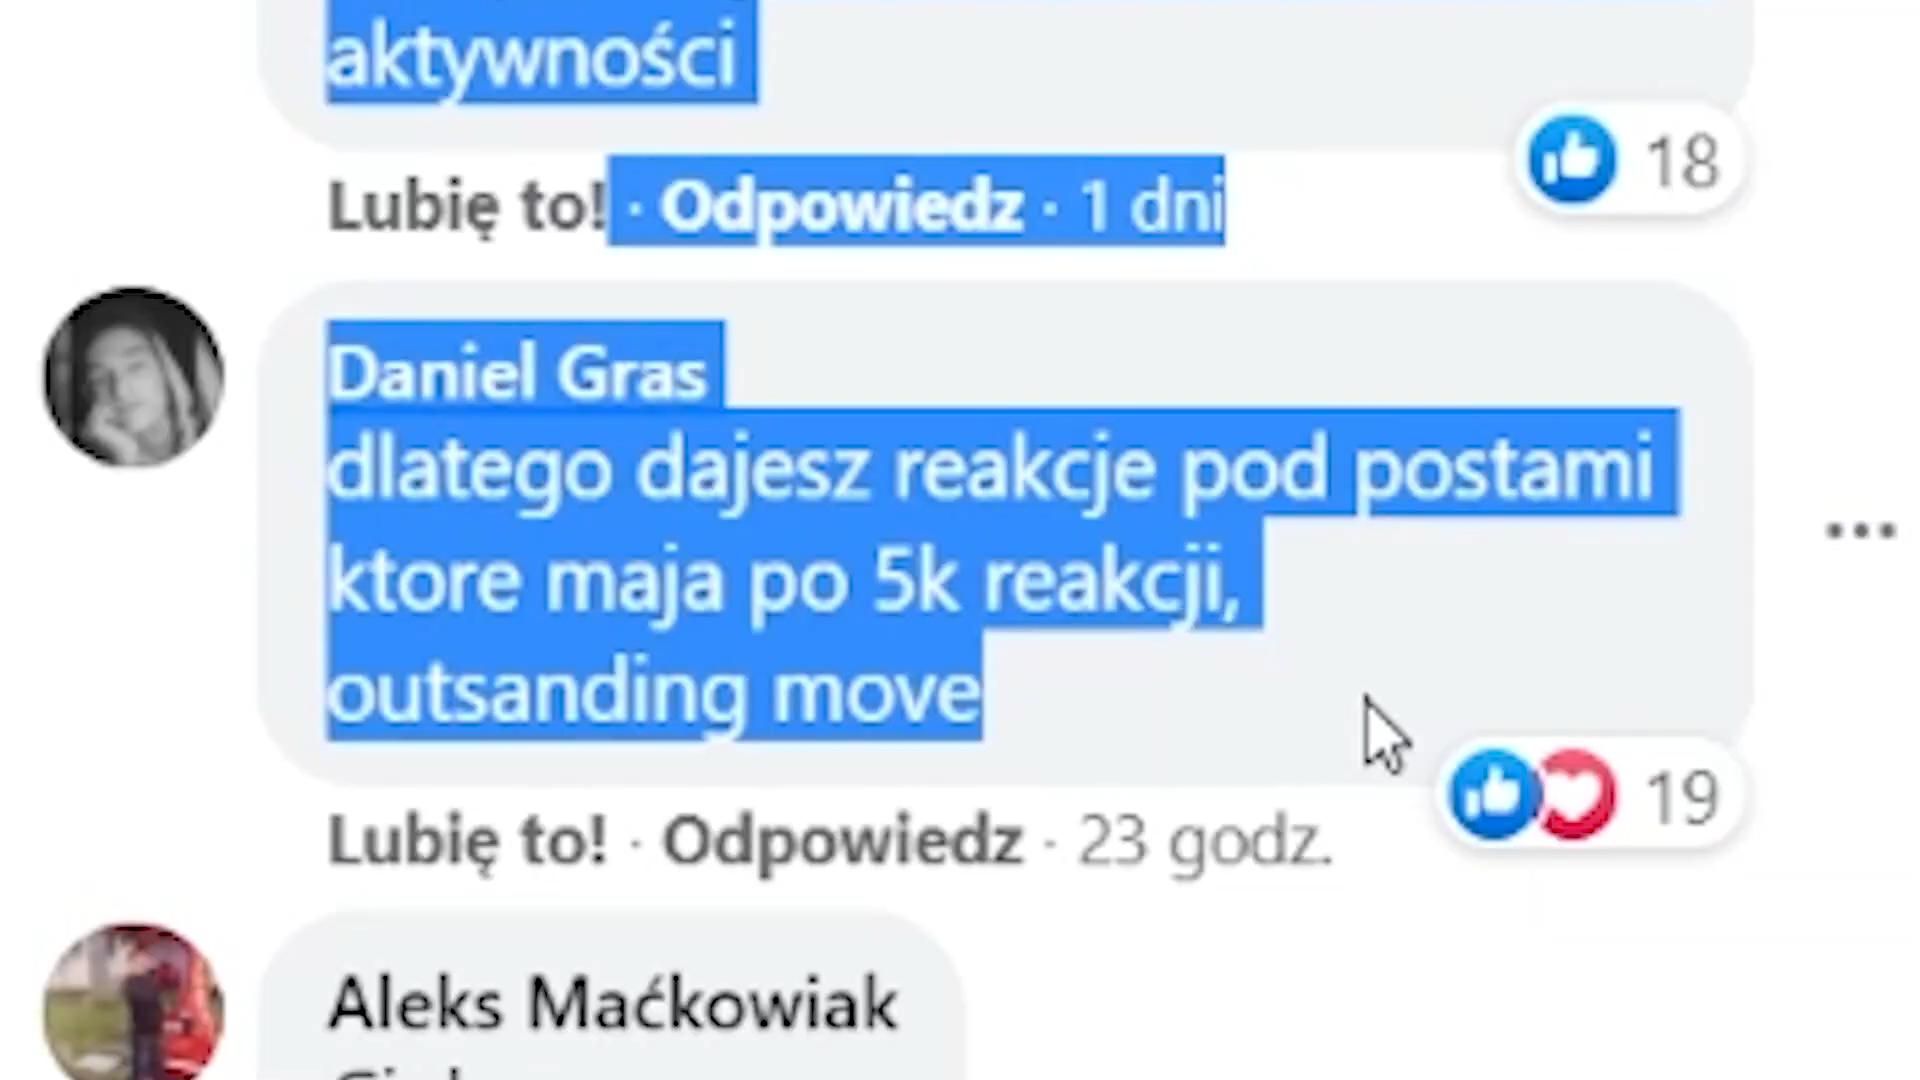 aktywności
18
Lubię to! · Odpowiedz · 1 dni
Daniel Gras
dlatego dajesz reakcje pod postami
ktore maja po 5k reakcji,
outsanding move
19
Lubię to! · Odpowiedz · 23 godz.
Aleks Maćkowiak